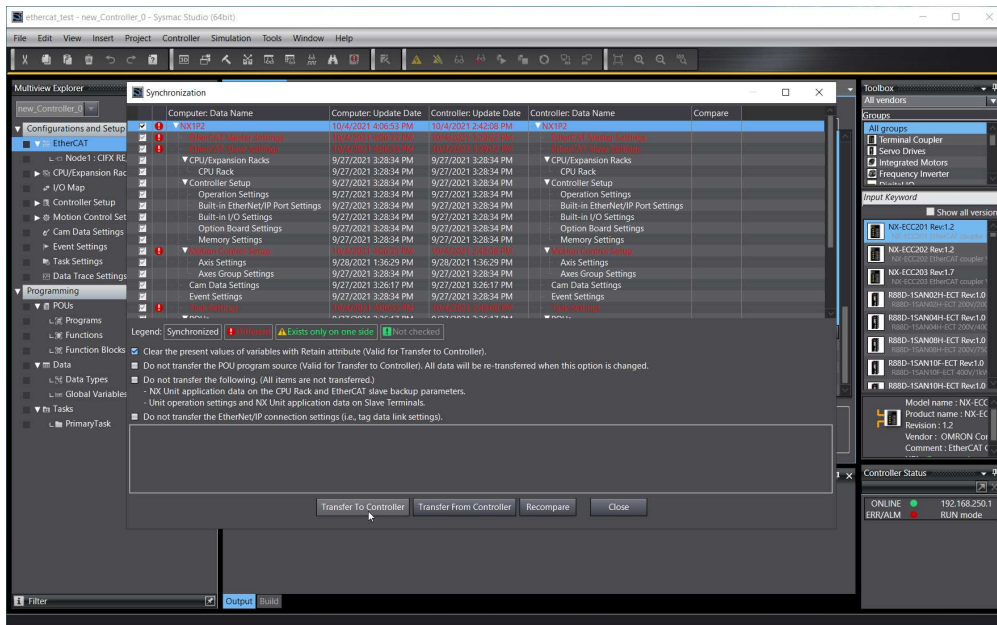 ethercat_test - new_Controller_0 - Sysmac Studio (64bit)
File Edit View Insert Project Controller Simulation Tools Window Help
Multiview Explorer
new_Controller_0
Configurations and Setup
EtherCAT
Node1 : CIFX RE
CPU/Expansion Rac
I/O Map
Controller Setup
Motion Control Set
Cam Data Settings
Event Settings
Task Settings
Data Trace Settings
Programming
POUs
Programs
Functions
Function Blocks
Data
Data Types
Global Variables
Tasks
PrimaryTask
Filter
Synchronization
Computer: Data Name Computer: Update Date Controller: Update Date Controller: Data Name Compare
NX1P2 10/4/2021 4:06:53 PM 10/4/2021 2:42:08 PM NX1P2
CPU/Expansion Racks 9/27/2021 3:28:34 PM 9/27/2021 3:28:34 PM CPU/Expansion Racks
CPU Rack 9/27/2021 3:28:34 PM 9/27/2021 3:28:34 PM CPU Rack
Controller Setup 9/27/2021 3:28:34 PM 9/27/2021 3:28:34 PM Controller Setup
Operation Settings 9/27/2021 3:28:34 PM 9/27/2021 3:28:34 PM Operation Settings
Built-in EtherNet/IP Port Settings 9/27/2021 3:28:34 PM 9/27/2021 3:28:34 PM Built-in EtherNet/IP Port Settings
Built-in I/O Settings 9/27/2021 3:28:34 PM 9/27/2021 3:28:34 PM Built-in I/O Settings
Option Board Settings 9/27/2021 3:28:34 PM 9/27/2021 3:28:34 PM Option Board Settings
Memory Settings 9/27/2021 3:28:34 PM 9/27/2021 3:28:34 PM Memory Settings
Axis Settings 9/28/2021 1:36:29 PM 9/28/2021 1:36:29 PM Axis Settings
Axes Group Settings 9/27/2021 3:28:34 PM 9/27/2021 3:28:34 PM Axes Group Settings
Cam Data Settings 9/27/2021 3:26:17 PM 9/27/2021 3:26:17 PM Cam Data Settings
Event Settings 9/27/2021 3:28:34 PM 9/27/2021 3:28:34 PM Event Settings
Legend: Synchronized Exists only on one side Not checked
Clear the present values of variables with Retain attribute (Valid for Transfer to Controller).
Do not transfer the POU program source (Valid for Transfer to Controller). All data will be re-transferred when this option is changed.
Do not transfer the following. (All items are not transferred.)
- NX Unit application data on the CPU Rack and EtherCAT slave backup parameters.
- Unit operation settings and NX Unit application data on Slave Terminals.
Do not transfer the EtherNet/IP connection settings (i.e., tag data link settings).
Transfer To Controller Transfer From Controller Recompare Close
Output Build
Toolbox
All vendors
Groups
All groups
Terminal Coupler
Servo Drives
Integrated Motors
Frequency Inverter
Input Keyword
Show all version
NX-ECC201 Rev:1.2
NX-ECC202 Rev:1.2
NX-ECC202 EtherCAT coupler
NX-ECC203 Rev:1.7
NX-ECC203 EtherCAT coupler
R88D-1SAN02H-ECT Rev:1.0
R88D-1SAN04H-ECT Rev:1.0
R88D-1SAN08H-ECT Rev:1.0
R88D-1SAN10F-ECT Rev:1.0
R88D-1SAN10H-ECT Rev:1.0
Model name : NX-ECC
Product name : NX-EC
Revision : 1.2
Vendor : OMRON Cor
Comment : EtherCAT C
Controller Status
ONLINE 192.168.250.1
ERR/ALM RUN mode